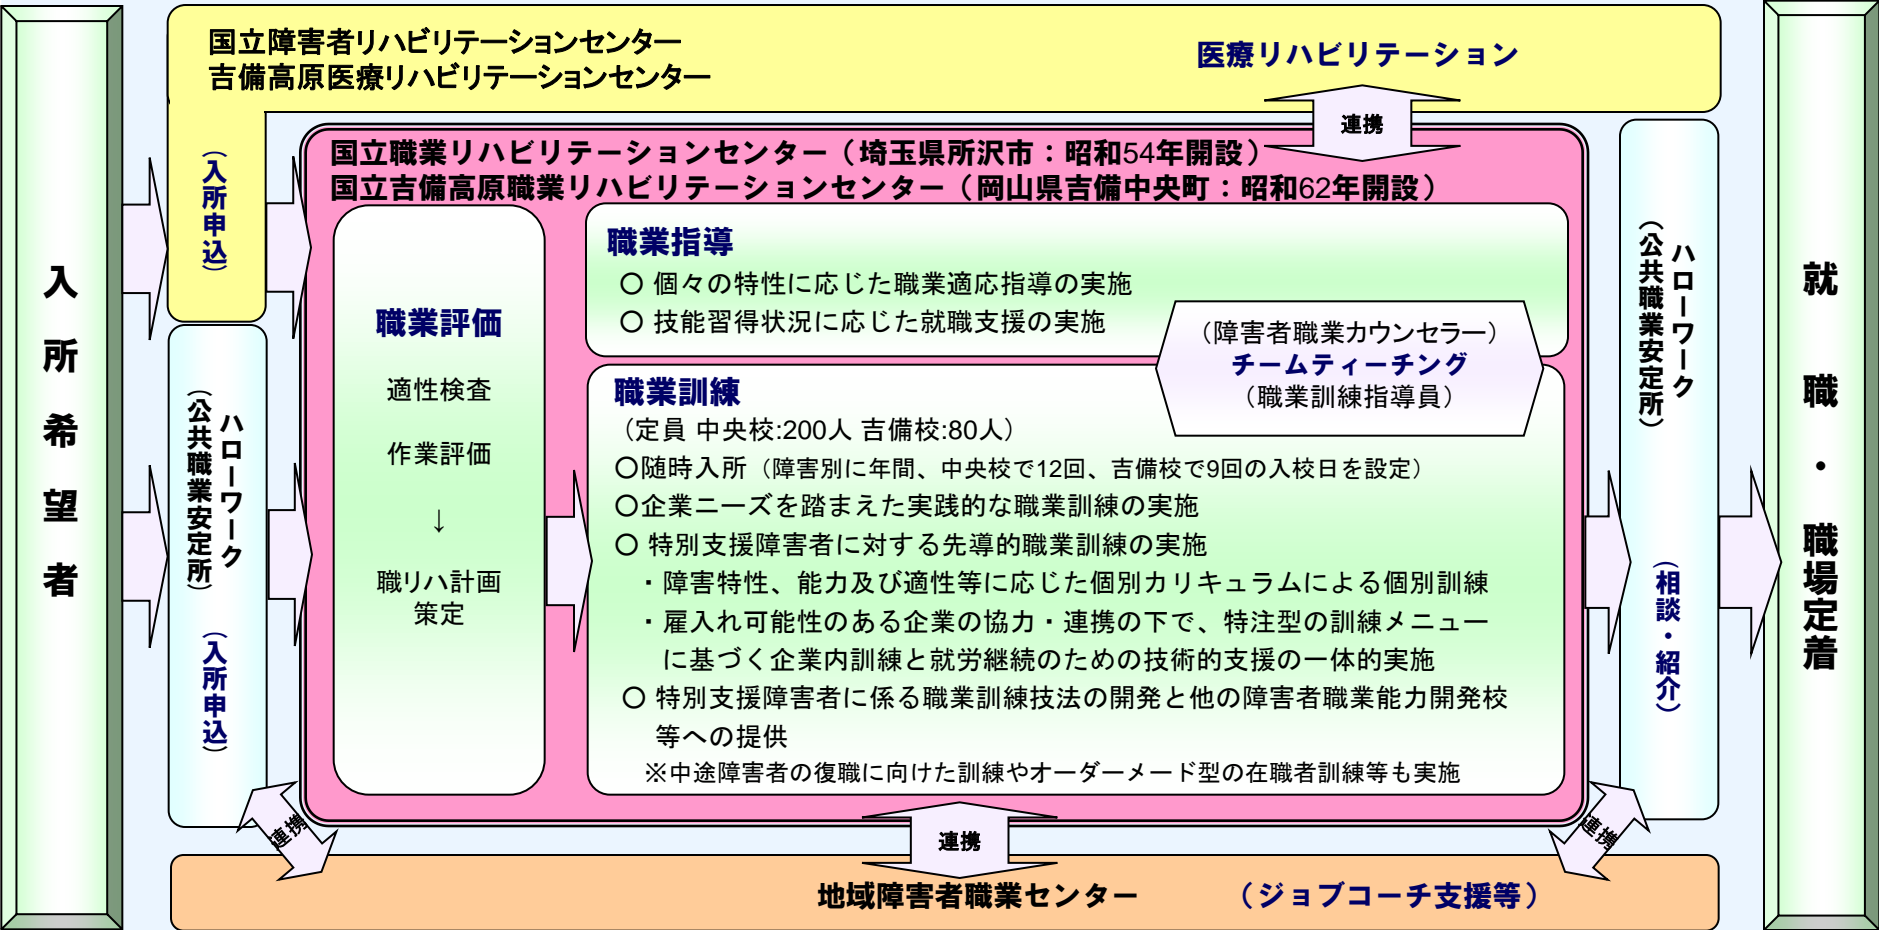 入所希望者
国立障害者リハビリテーションセンター
吉備高原医療リハビリテーションセンター
医療リハビリテーション
連携
（入所申込）
ハローワーク
（公共職業安定所）
（入所申込）
国立職業リハビリテーションセンター（埼玉県所沢市：昭和54年開設）
国立吉備高原職業リハビリテーションセンター（岡山県吉備中央町：昭和62年開設）
職業評価
適性検査
作業評価
↓
職リハ計画
策定
職業指導
○ 個々の特性に応じた職業適応指導の実施
○ 技能習得状況に応じた就職支援の実施
（障害者職業カウンセラー）
チームティーチング
（職業訓練指導員）
職業訓練
（定員 中央校:200人 吉備校:80人）
○随時入所（障害別に年間、中央校で12回、吉備校で9回の入校日を設定）
○企業ニーズを踏まえた実践的な職業訓練の実施
○ 特別支援障害者に対する先導的職業訓練の実施
・障害特性、能力及び適性等に応じた個別カリキュラムによる個別訓練
・雇入れ可能性のある企業の協力・連携の下で、特注型の訓練メニュー
に基づく企業内訓練と就労継続のための技術的支援の一体的実施
○ 特別支援障害者に係る職業訓練技法の開発と他の障害者職業能力開発校
等への提供
※中途障害者の復職に向けた訓練やオーダーメード型の在職者訓練等も実施
ハローワーク
（公共職業安定所）
（相談・紹介）
就職・職場定着
連携
連携
連携
地域障害者職業センター （ジョブコーチ支援等）